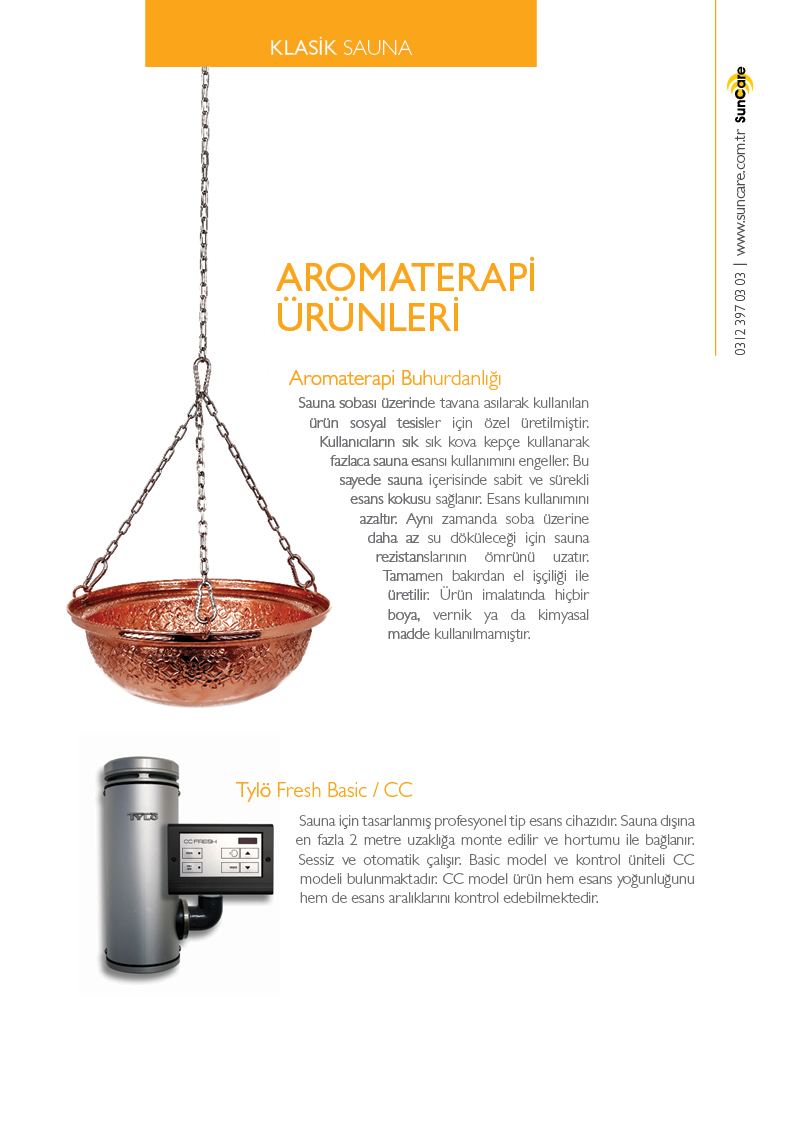 KLASİK SAUNA
SunCare
0312 397 03 03 | www.suncare.com.tr
AROMATERAPİ
ÜRÜNLERİ
Aromaterapi Buhurdanlığı
Sauna sobası üzerinde tavana asılarak kullanılan
ürün sosyal tesisler için özel üretilmiştir.
Kullanıcıların sık sık kova kepçe kullanarak
fazlaca sauna esansı kullanımını engeller. Bu
sayede sauna içerisinde sabit ve sürekli
esans kokusu sağlanır. Esans kullanımını
azaltır. Aynı zamanda soba üzerine
daha az su döküleceği için sauna
rezistanslarının ömrünü uzatır.
Tamamen bakırdan el işçiliği ile
üretilir. Ürün imalatında hiçbir
boya, vernik ya da kimyasal
madde kullanılmamıştır.
Tylö Fresh Basic / CC
Sauna için tasarlanmış profesyonel tip esans cihazıdır. Sauna dışına
en fazla 2 metre uzaklığa monte edilir ve hortumu ile bağlanır.
Sessiz ve otomatik çalışır. Basic model ve kontrol üniteli CC
modeli bulunmaktadır. CC model ürün hem esans yoğunluğunu
hem de esans aralıklarını kontrol edebilmektedir.
TYLÖ
CC FRESH